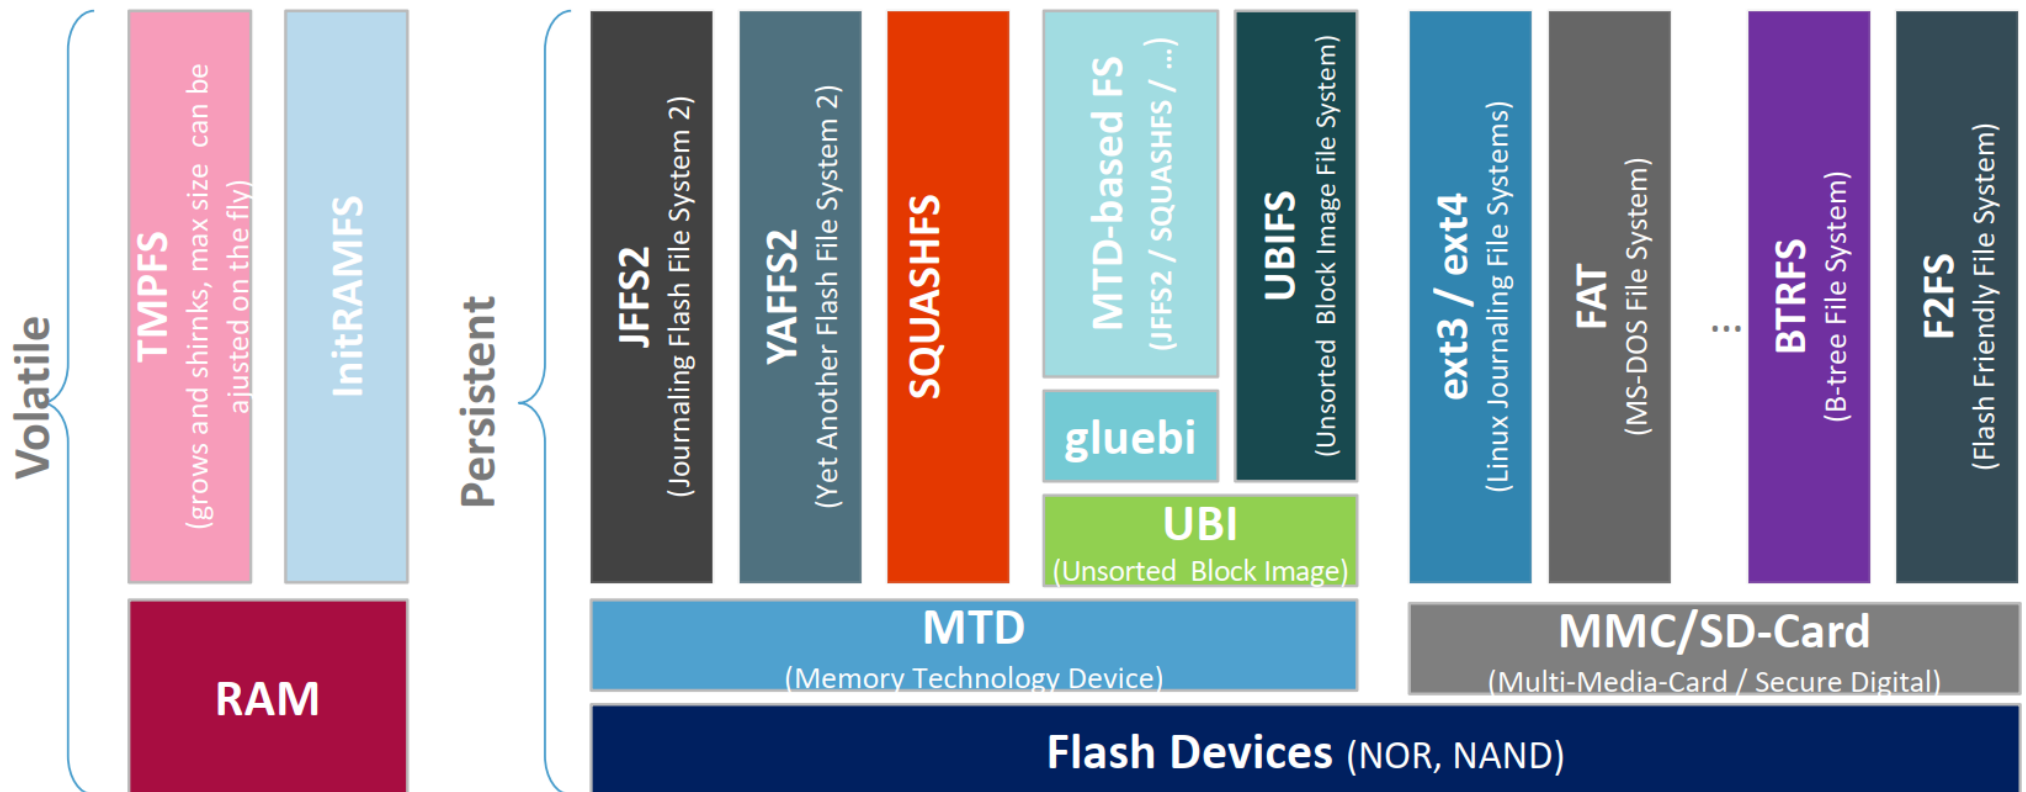 Volatile
TMPFS
(grows and shirnks, max size can be
ajusted on the fly)
InitRAMFS
RAM
Persistent
JFFS2
(Journaling Flash File System 2)
YAFFS2
(Yet Another Flash File System 2)
SQUASHFS
MTD-based FS
(JFFS2 / SQUASHFS / ...)
gluebi
UBIFS
(Unsorted Block Image File System)
UBI
(Unsorted Block Image)
MTD
(Memory Technology Device)
ext3 / ext4
(Linux Journaling File Systems)
FAT
(MS-DOS File System)
...
BTRFS
(B-tree File System)
F2FS
(Flash Friendly File System)
MMC/SD-Card
(Multi-Media-Card / Secure Digital)
Flash Devices (NOR, NAND)